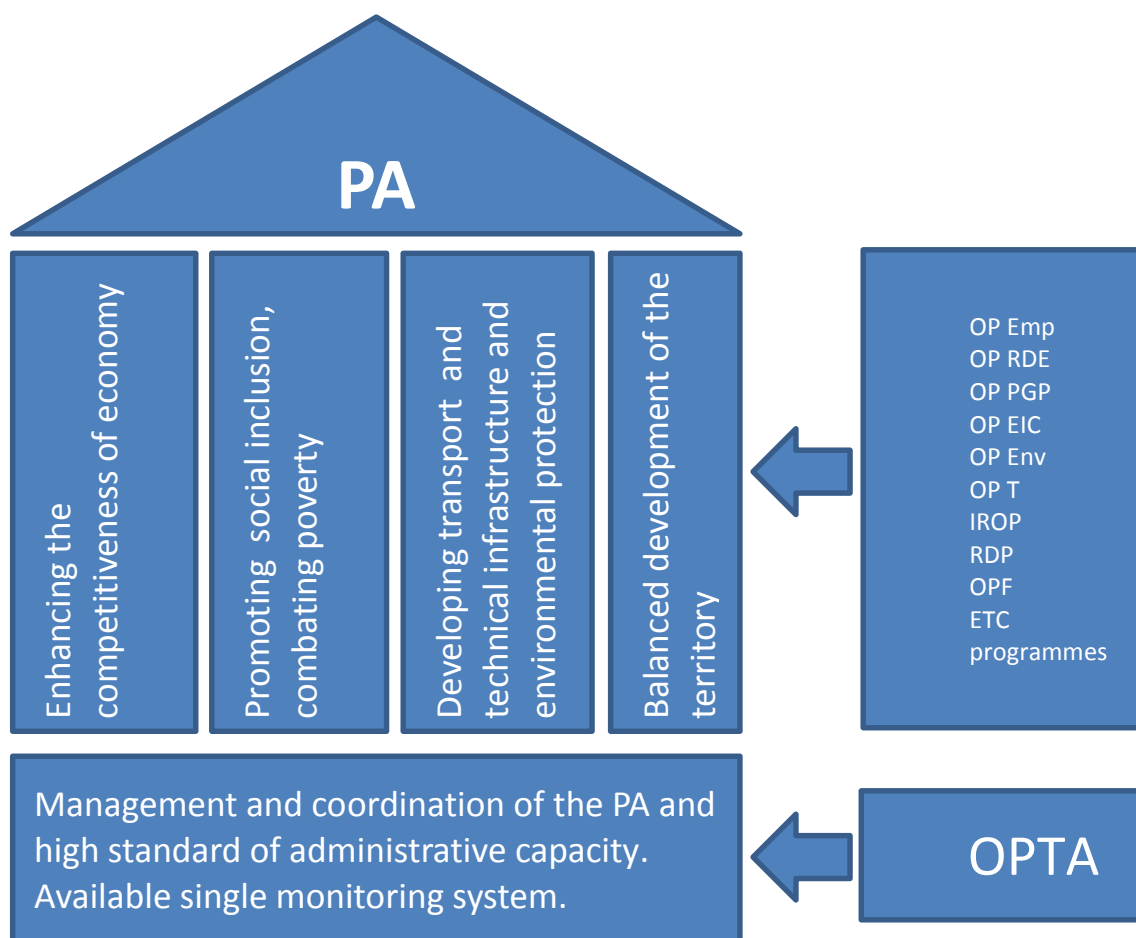 PA
Enhancing the
competitiveness of economy
Promoting social inclusion,
combating poverty
Developing transport and
technical infrastructure and
environmental protection
Balanced development of the
territory
OP Emp
OP RDE
OP PGP
OP EIC
OP Env
OP T
IROP
RDP
OPF
ETC
programmes
Management and coordination of the PA and
high standard of administrative capacity.
Available single monitoring system.
OPTA